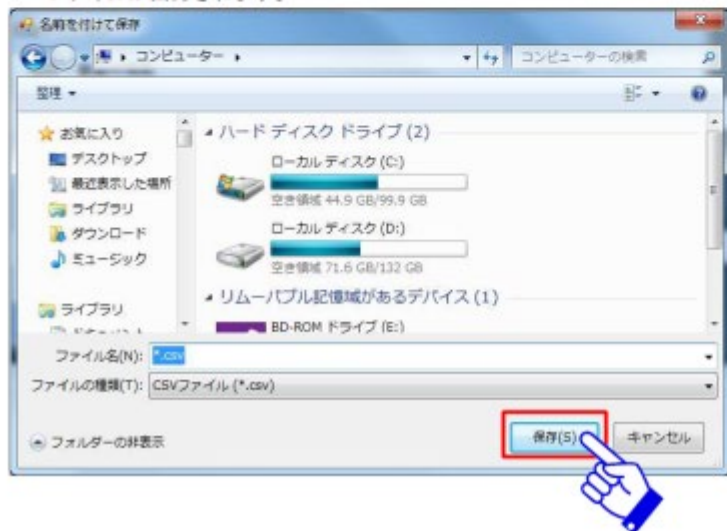 名前を付けて保存
コンピューター
コンピューターの検索
整理
お気に入り
デスクトップ
最近表示した場所
ライブラリ
ダウンロード
ミュージック
ライブラリ
ハード ディスク ドライブ (2)
ローカル ディスク (C:)
空き領域 44.9 GB/99.9 GB
ローカル ディスク (D:)
空き領域 71.6 GB/132 GB
リムーバブル記憶域があるデバイス (1)
BD-ROM ドライブ (E:)
ファイル名(N): *.csv
ファイルの種類(T): CSVファイル (*.csv)
フォルダーの非表示
保存(S)
キャンセル